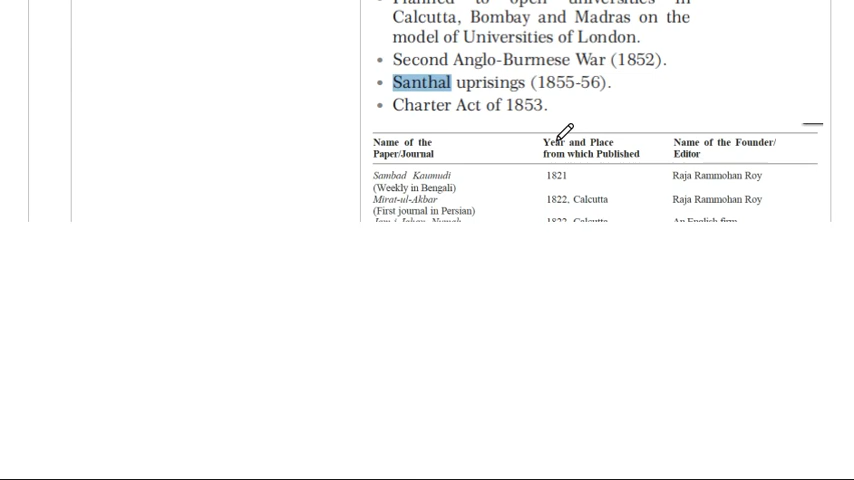 Calcutta, Bombay and Madras on the
model of Universities of London.
• Second Anglo-Burmese War (1852).
• Santhal uprisings (1855-56).
• Charter Act of 1853.
Name of the Paper/Journal
Year and Place from which Published
Name of the Founder/ Editor
Sambad Kaumudi 1821 Raja Rammohan Roy
(Weekly in Bengali)
Mirat-ul-Akbar 1822, Calcutta Raja Rammohan Roy
(First journal in Persian)